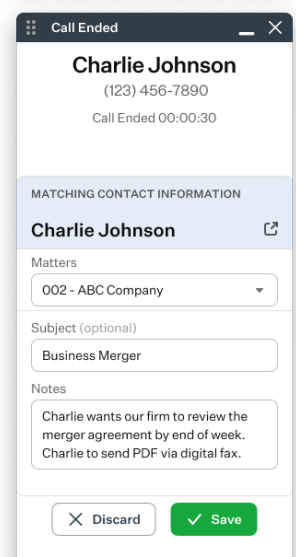 Call Ended
Charlie Johnson
(123) 456-7890
Call Ended 00:00:30
MATCHING CONTACT INFORMATION
Charlie Johnson
Matters
002 - ABC Company
Subject (optional)
Business Merger
Notes
Charlie wants our firm to review the
merger agreement by end of week.
Charlie to send PDF via digital fax.
Discard
Save